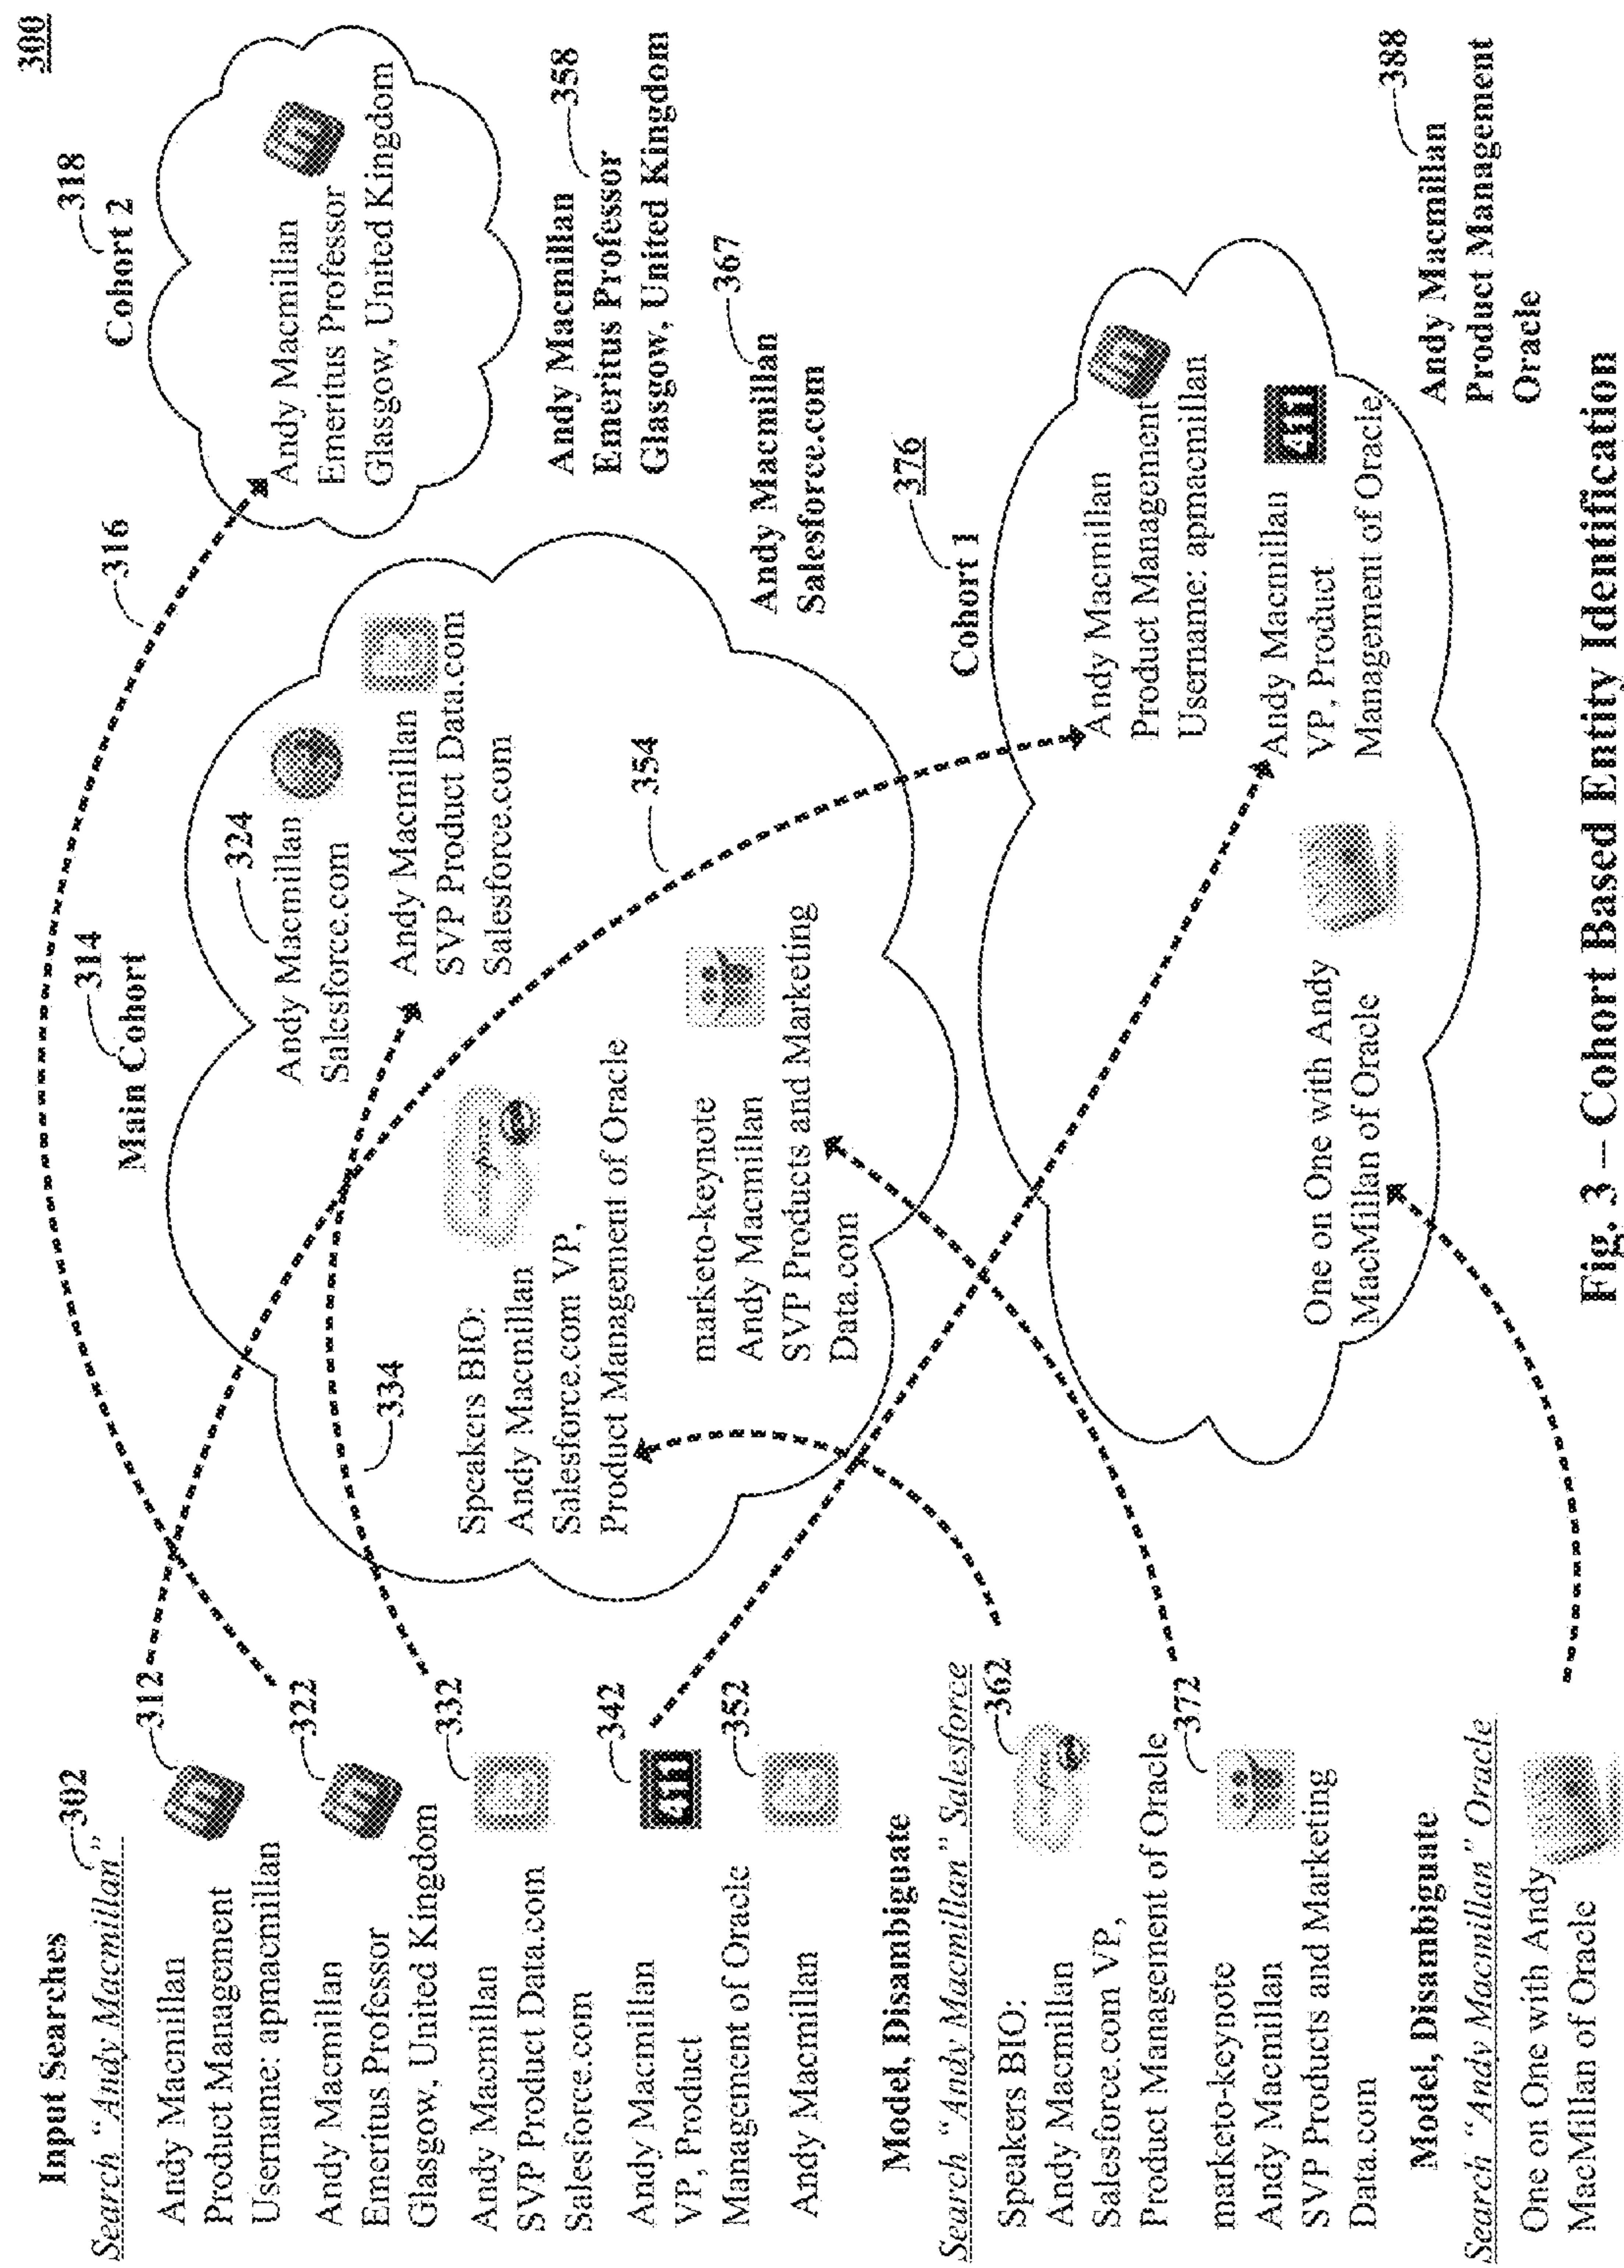 300
Input Searches
Search "Andy Macmillan"
302
Andy Macmillan
Product Management
Username: apmacmillan
312
Andy Macmillan
Emeritus Professor
Glasgow, United Kingdom
322
Andy Macmillan
SVP Product Data.com
Salesforce.com
332
Andy Macmillan
VP, Product
Management of Oracle
411
342
Andy Macmillan
352
Model, Disambiguate
Search "Andy Macmillan" Salesforce
Speakers BIO:
Andy Macmillan
Salesforce.com VP,
Product Management of Oracle
362
marketo-keynote
Andy Macmillan
SVP Products and Marketing
Data.com
372
Model, Disambiguate
Search "Andy Macmillan" Oracle
One on One with Andy
MacMillan of Oracle
314
Main Cohort
324
Andy Macmillan
Salesforce.com
Andy Macmillan
SVP Product Data.com
Salesforce.com
334
354
Speakers BIO:
Andy Macmillan
Salesforce.com VP,
Product Management of Oracle
marketo-keynote
Andy Macmillan
SVP Products and Marketing
Data.com
316
318
Cohort 2
Andy Macmillan
Emeritus Professor
Glasgow, United Kingdom
Andy Macmillan
Emeritus Professor
Glasgow, United Kingdom
358
367
Andy Macmillan
Salesforce.com
376
Cohort 1
Andy Macmillan
Product Management
Username: apmacmillan
Andy Macmillan
VP, Product
Management of Oracle
411
One on One with Andy
MacMillan of Oracle
388
Andy Macmillan
Product Management
Oracle
Fig. 3 – Cohort Based Entity Identification